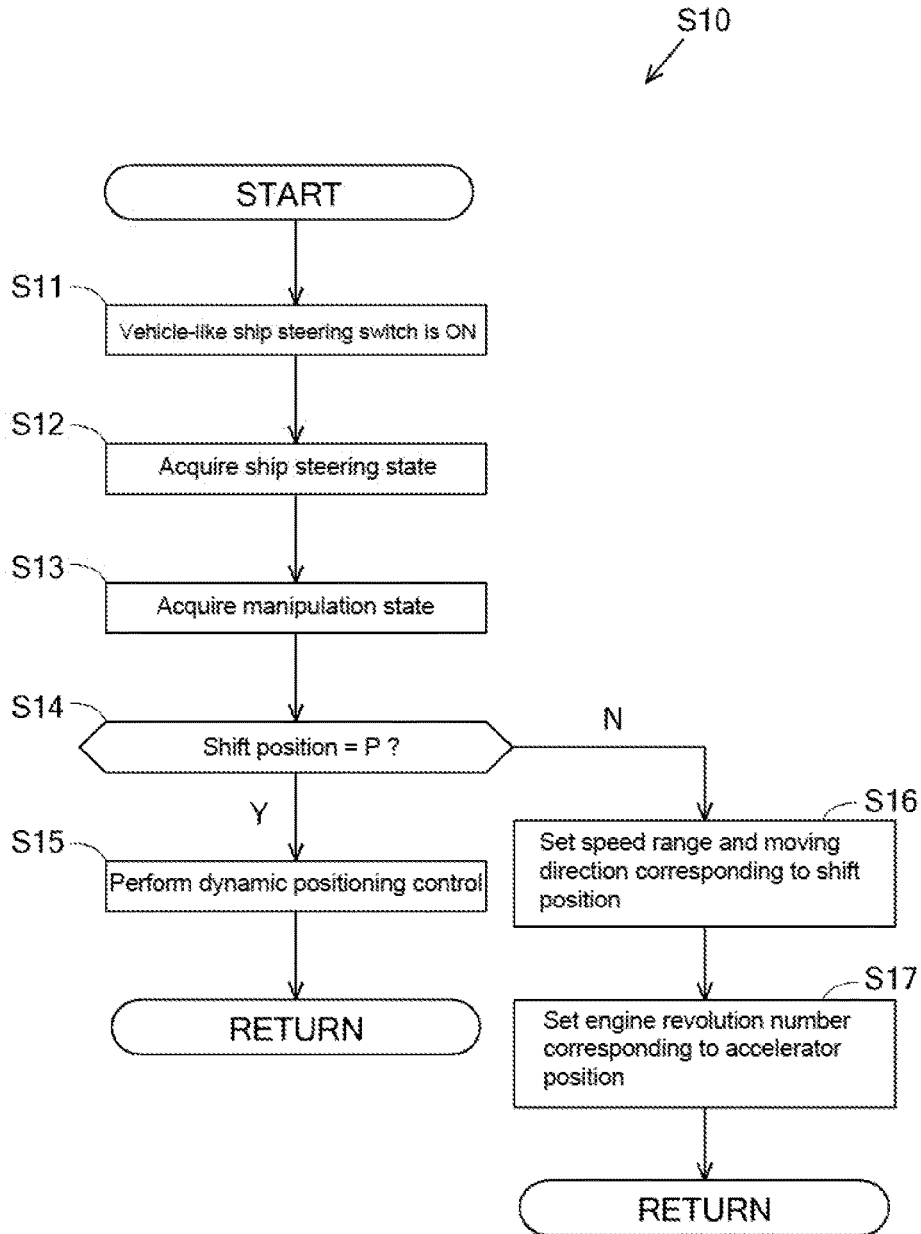 S10
START
S11
Vehicle-like ship steering switch is ON
S12
Acquire ship steering state
S13
Acquire manipulation state
S14
Shift position = P ?
N
Y
S15
Perform dynamic positioning control
RETURN
S16
Set speed range and moving
direction corresponding to shift
position
S17
Set engine revolution number
corresponding to accelerator
position
RETURN